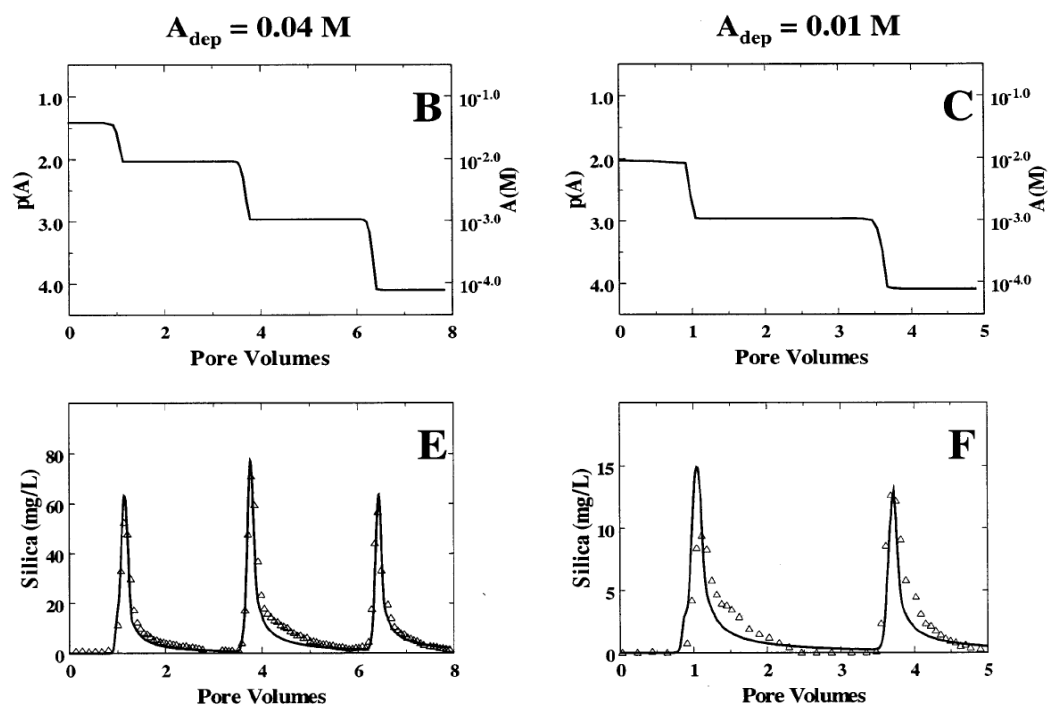 A_dep = 0.04 M
A_dep = 0.01 M
B
p(A)
1.0
2.0
3.0
4.0
10^-1.0
10^-2.0
10^-3.0
10^-4.0
A(M)
0 2 4 6 8
Pore Volumes
C
p(A)
1.0
2.0
3.0
4.0
10^-1.0
10^-2.0
10^-3.0
10^-4.0
A(M)
0 1 2 3 4 5
Pore Volumes
E
Silica (mg/L)
80
60
40
20
0
0 2 4 6 8
Pore Volumes
F
Silica (mg/L)
15
10
5
0
0 1 2 3 4 5
Pore Volumes